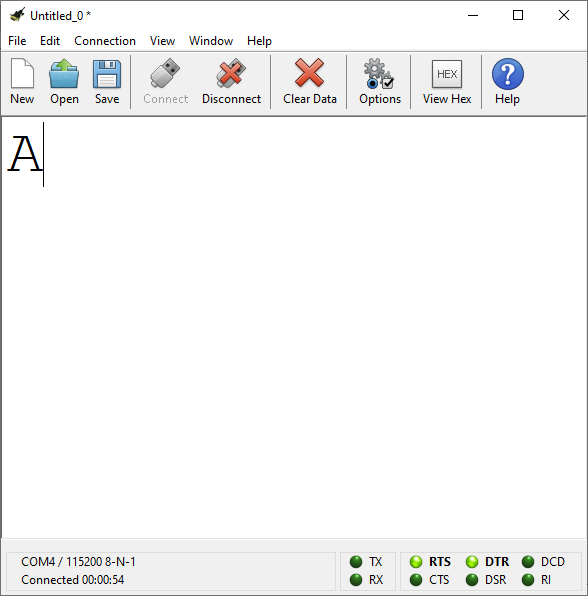 Untitled_0 *
File Edit Connection View Window Help
HEX ?
New Open Save Connect Disconnect Clear Data Options View Hex Help
A
COM4 / 115200 8-N-1 TX RTS DTR DCD
Connected 00:00:54 RX CTS DSR RI